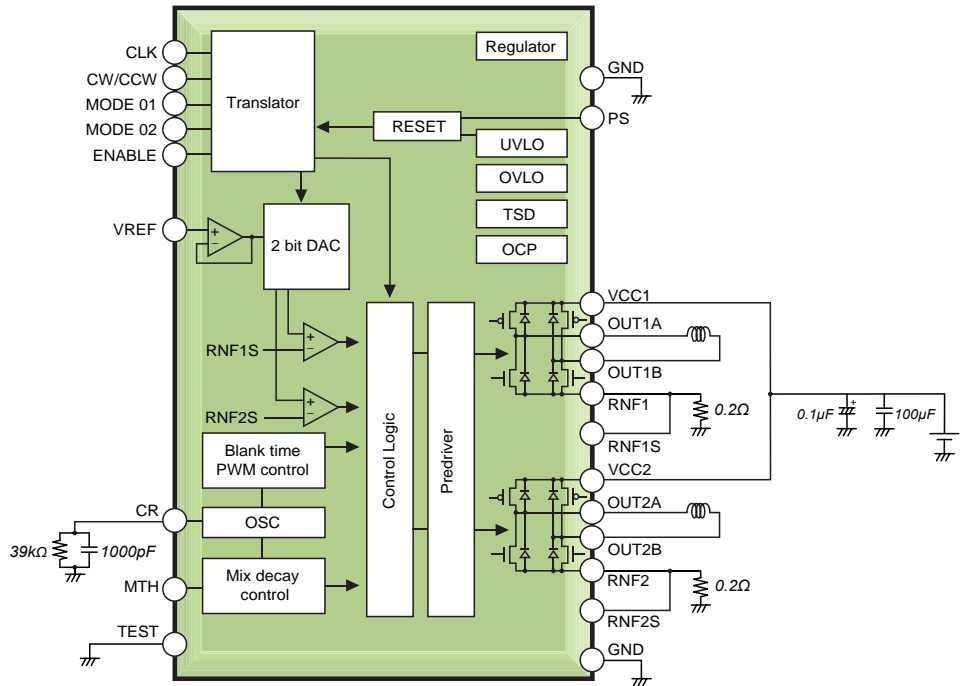 CLK
CW/CCW
MODE 01
MODE 02
ENABLE
VREF
CR
39kΩ
1000pF
MTH
TEST
Translator
Regulator
RESET
UVLO
OVLO
TSD
OCP
2 bit DAC
+
−
RNF1S
+
−
RNF2S
+
−
Blank time
PWM control
OSC
Mix decay
control
Control Logic
Predriver
GND
PS
VCC1
OUT1A
OUT1B
RNF1
0.2Ω
RNF1S
0.1µF
+
100µF
VCC2
OUT2A
OUT2B
RNF2
0.2Ω
RNF2S
GND